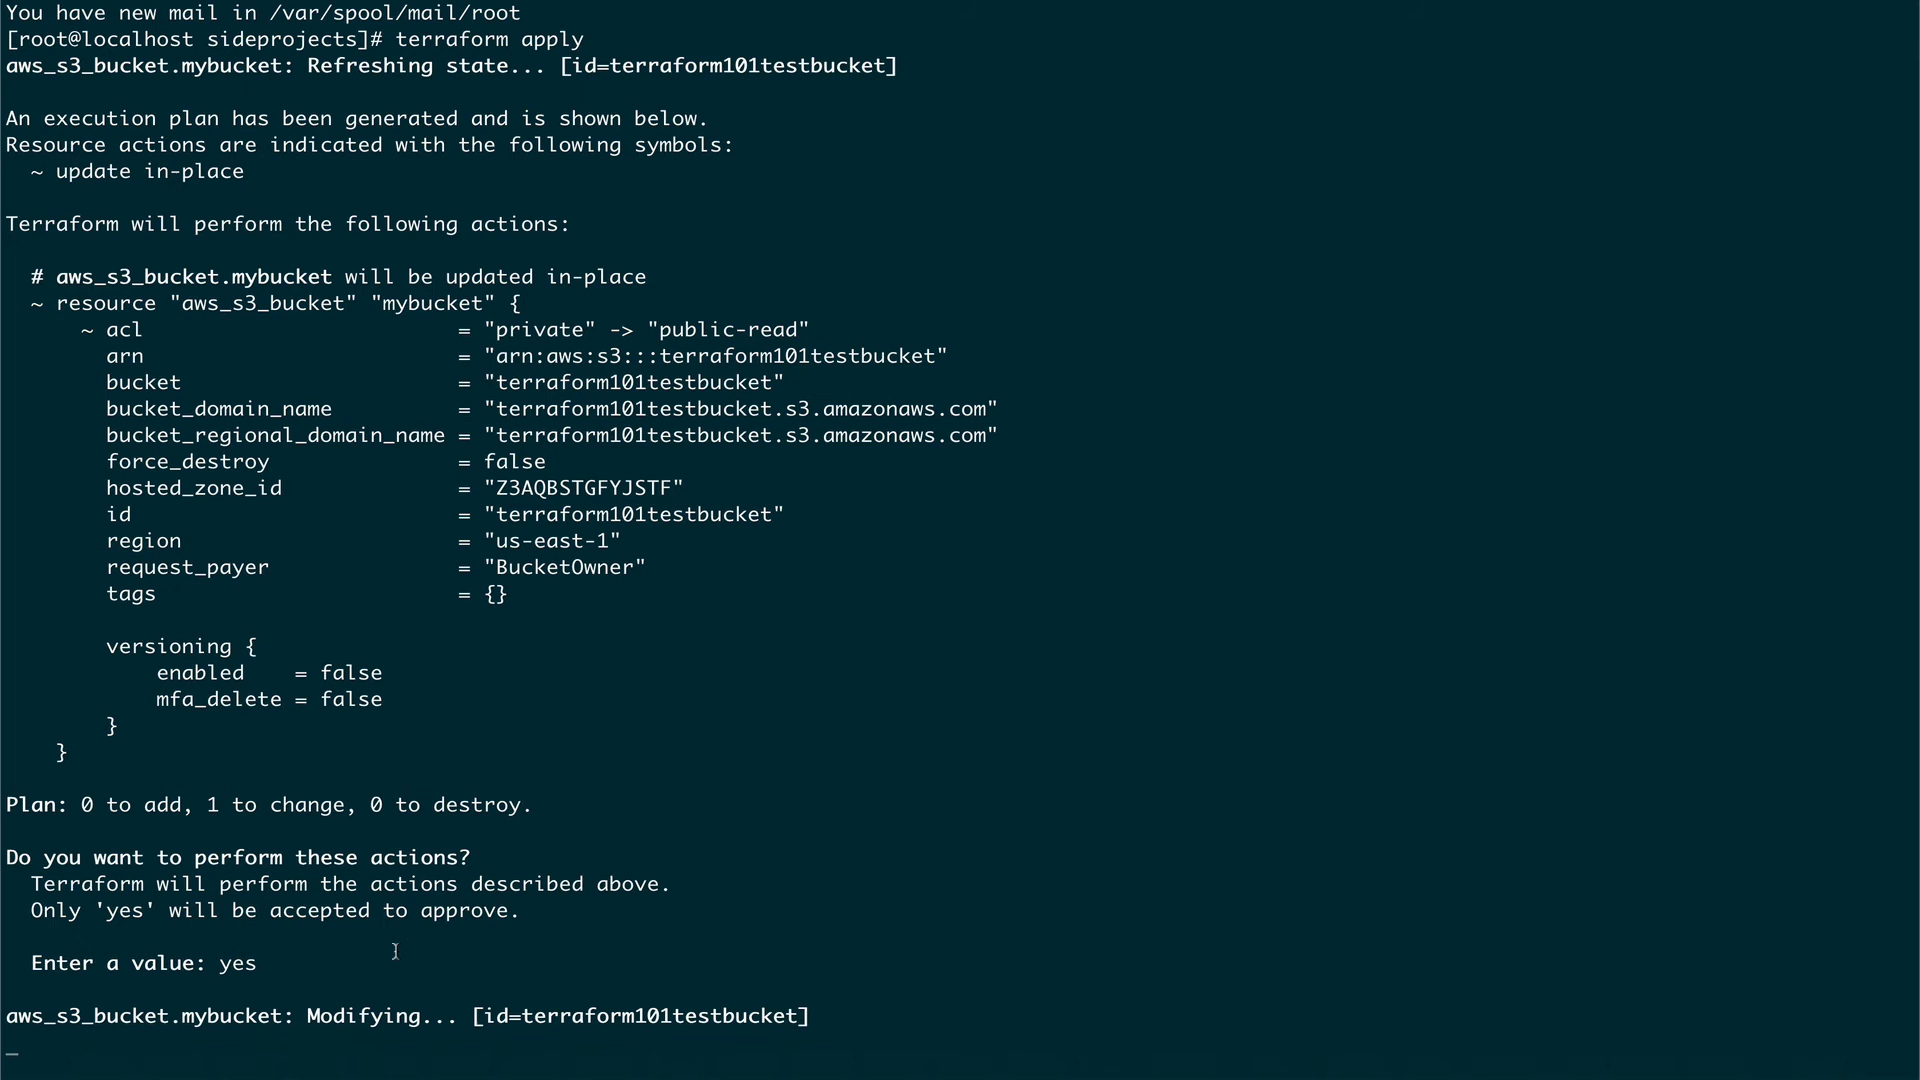 You have new mail in /var/spool/mail/root
[root@localhost sideprojects]# terraform apply
aws_s3_bucket.mybucket: Refreshing state... [id=terraform101testbucket]
An execution plan has been generated and is shown below.
Resource actions are indicated with the following symbols:
  ~ update in-place
Terraform will perform the following actions:
  # aws_s3_bucket.mybucket will be updated in-place
  ~ resource "aws_s3_bucket" "mybucket" {
      ~ acl                         = "private" -> "public-read"
        arn                         = "arn:aws:s3:::terraform101testbucket"
        bucket                      = "terraform101testbucket"
        bucket_domain_name          = "terraform101testbucket.s3.amazonaws.com"
        bucket_regional_domain_name = "terraform101testbucket.s3.amazonaws.com"
        force_destroy               = false
        hosted_zone_id              = "Z3AQBSTGFYJSTF"
        id                          = "terraform101testbucket"
        region                      = "us-east-1"
        request_payer               = "BucketOwner"
        tags                        = {}
        versioning {
            enabled    = false
            mfa_delete = false
        }
    }
Plan: 0 to add, 1 to change, 0 to destroy.
Do you want to perform these actions?
  Terraform will perform the actions described above.
  Only 'yes' will be accepted to approve.
  Enter a value: yes
aws_s3_bucket.mybucket: Modifying... [id=terraform101testbucket]